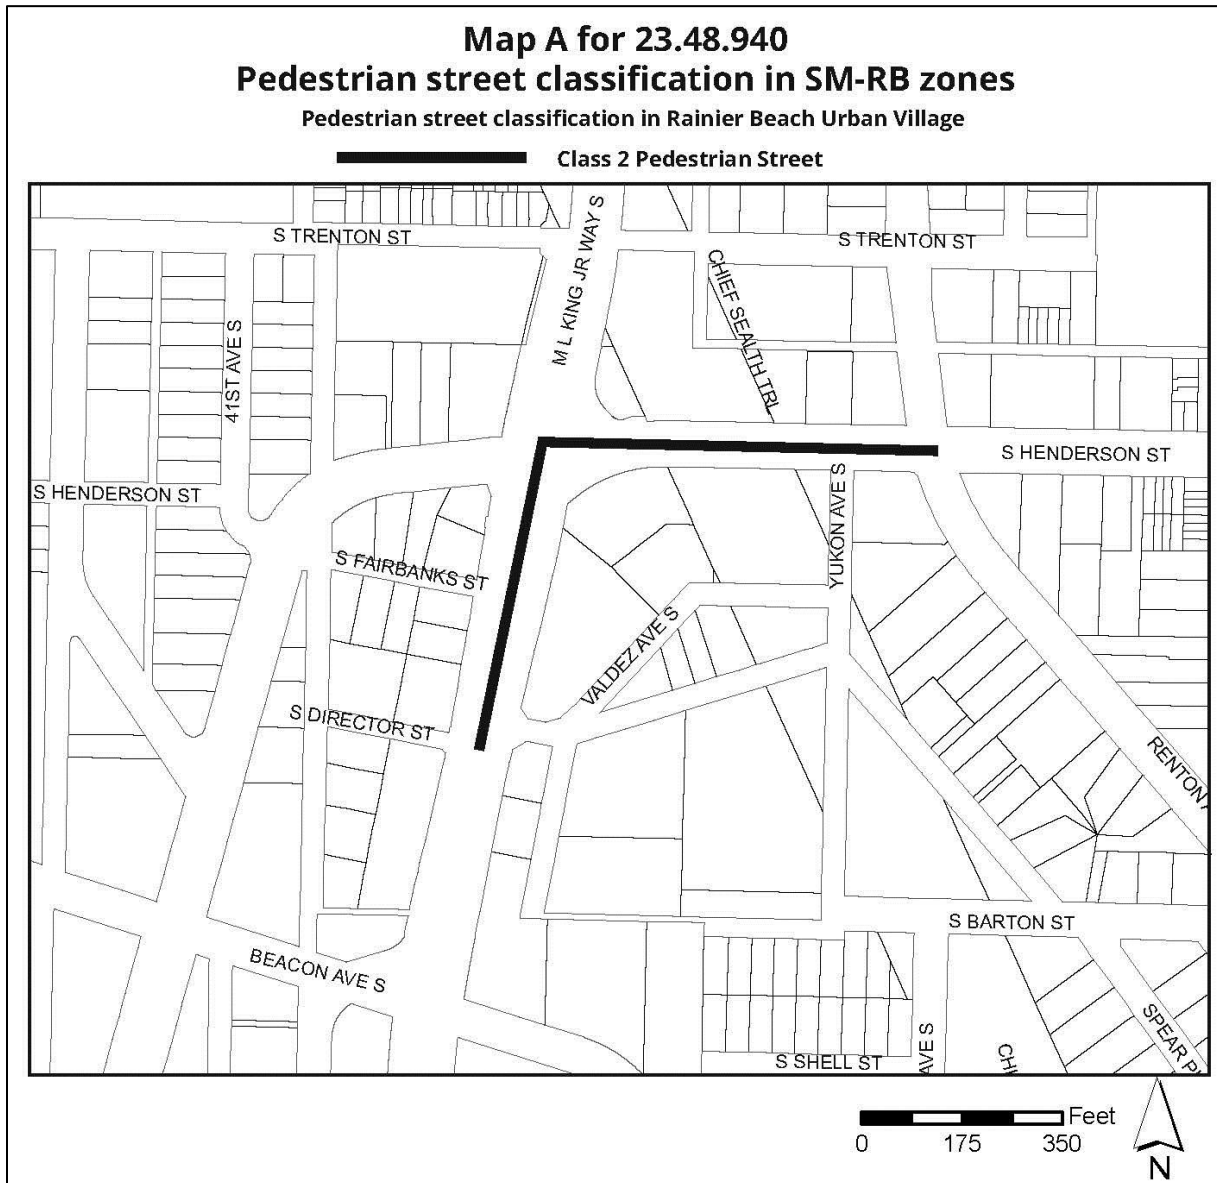 Map A for 23.48.940
Pedestrian street classification in SM-RB zones
Pedestrian street classification in Rainier Beach Urban Village
Class 2 Pedestrian Street
S TRENTON ST
M L KING JR WAY S
S TRENTON ST
CHIEF SEALTH TRL
41ST AVE S
S HENDERSON ST
S HENDERSON ST
YUKON AVE S
S FAIRBANKS ST
VALDEZ AVE S
S DIRECTOR ST
RENTON A
S BARTON ST
BEACON AVE S
SPEAR P
S SHELL ST
AVE S
CHI
Feet
0 175 350
N